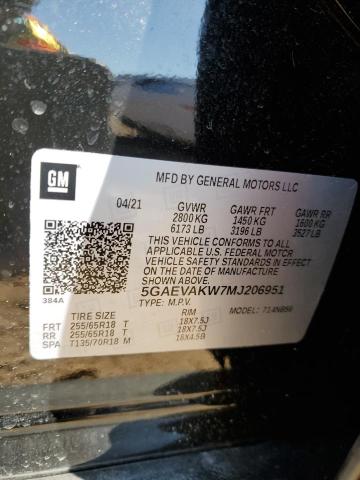 GM
MFD BY GENERAL MOTORS LLC
04/21 GVWR GAWR FRT GAWR RR
2800 KG 1450 KG 1600 KG
6173 LB 3196 LB 3527 LB
THIS VEHICLE CONFORMS TO ALL
APPLICABLE U.S. FEDERAL MOTOR
VEHICLE SAFETY STANDARDS IN EFFECT
ON THE DATE OF MANUFACTURE
SHOWN ABOVE.
384A 5GAEVAKW7MJ206951
TYPE: M.P.V. MODEL:
TIRE SIZE RIM
FRT 255/65R18 T 18X7.5J
RR 255/65R18 T 18X7.5J
SPA T135/70R18 M 18X4.5B